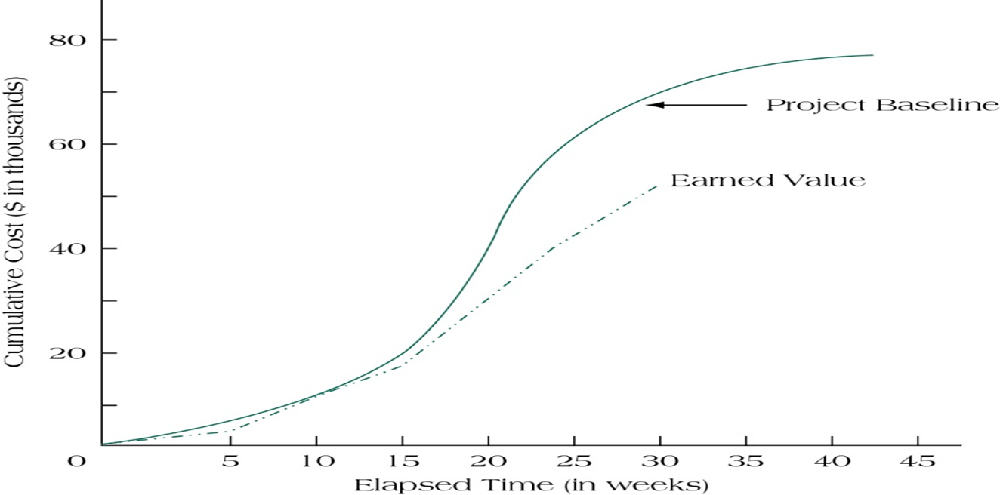 80
60
40
20
0
Cumulative Cost ($ in thousands)
Project Baseline
Earned Value
5 10 15 20 25 30 35 40 45
Elapsed Time (in weeks)